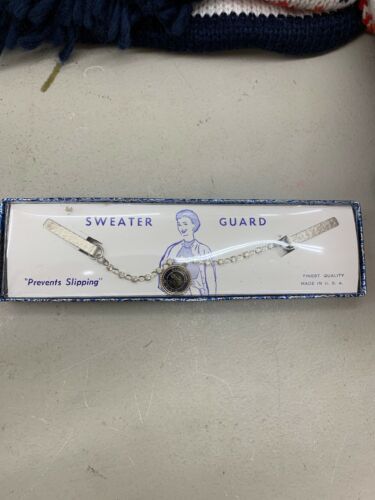 SWEATER GUARD
"Prevents Slipping"
FINEST QUALITY
MADE IN U. S. A.